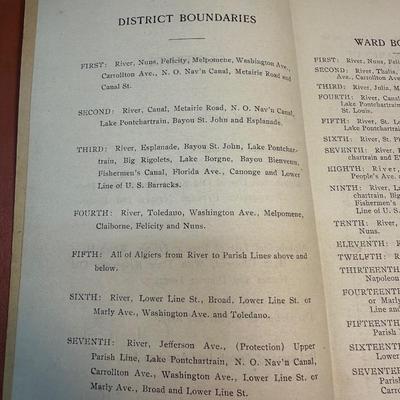 DISTRICT BOUNDARIES
FIRST: River, Nuns, Felicity, Melpomene, Washington Ave.,
Carrollton Ave., N. O. Nav'n Canal, Metairie Road and
Canal St.
SECOND: River, Canal, Metairie Road, N. O. Nav'n Canal,
Lake Pontchartrain, Bayou St. John and Esplanade.
THIRD: River, Esplanade, Bayou St. John, Lake Pontchar-
train, Big Rigolets, Lake Borgne, Bayou Bienvenu,
Fishermen's Canal, Florida Ave., Canonge and Lower
Line of U. S. Barracks.
FOURTH: River, Toledano, Washington Ave., Melpomene,
Claiborne, Felicity and Nuns.
FIFTH: All of Algiers from River to Parish Lines above and
below.
SIXTH: River, Lower Line St., Broad, Lower Line St. or
Marly Ave., Washington Ave. and Toledano.
SEVENTH: River, Jefferson Ave., (Protection) Upper
Parish Line, Lake Pontchartrain, N. O. Nav'n Canal,
Carrollton Ave., Washington Ave., Lower Line St. or
Marly Ave., Broad and Lower Line St.
WARD BO
FIRST: River, Nuns, Felic
SECOND: River, Thalia,
Canal Ave.
THIRD: River, Julia, M
FOURTH: River, Canal,
Lake Pontchartrain,
St. Louis.
FIFTH: River, St. Lo
Lake Pontchartrain
SIXTH: River, St. Ph
SEVENTH: River,
chartrain and E
EIGHTH: River,
People's Ave. a
NINTH: River, La
chartrain, Big
Fishermen's
of U. S.
TENTH: River,
Nuns.
ELEVENTH: R
TWELFTH: R
THIRTEENTH
Napoleon
FOURTEENTH
or Marly
Line and
FIFTEENTH
Parish
SIXTEENTH
Lower
SEVENTEE
Parish
Caro